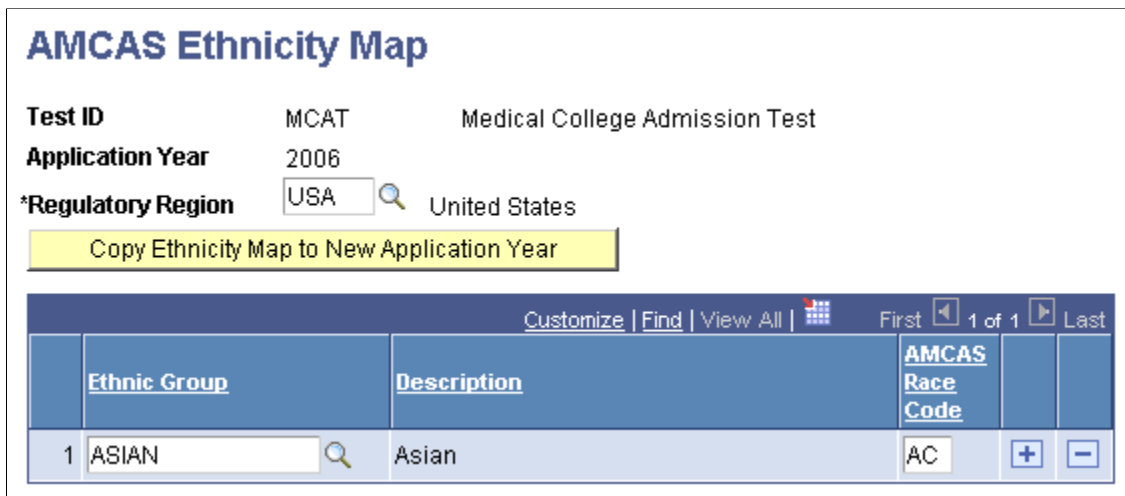 AMCAS Ethnicity Map
Test ID MCAT Medical College Admission Test
Application Year 2006
*Regulatory Region USA United States
Copy Ethnicity Map to New Application Year
Customize | Find | View All | First 1 of 1 Last
Ethnic Group Description AMCAS Race Code
1 ASIAN Asian AC